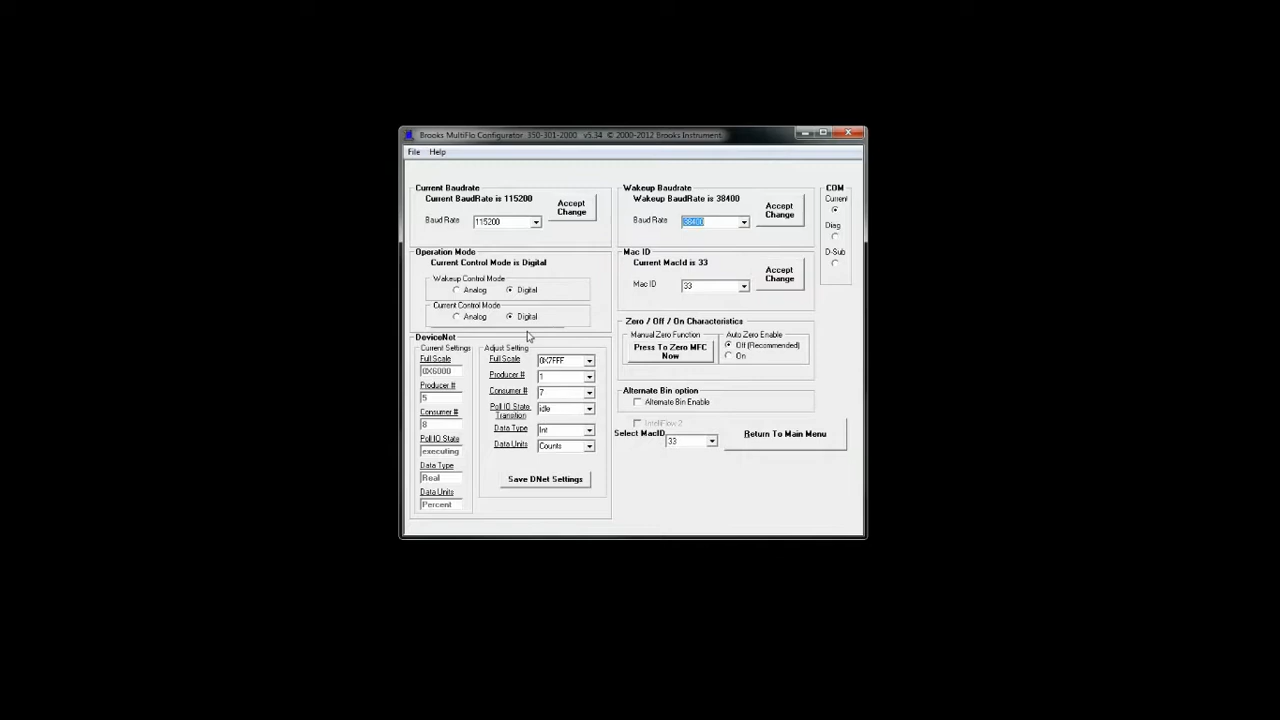 Brooks MultiFlo Configurator 350-301-2000 v5.34 © 2000-2012 Brooks Instrument.
File Help
Current Baudrate
Current BaudRate is 115200
Baud Rate 115200
Accept Change
Wakeup Baudrate
Wakeup BaudRate is 38400
Baud Rate 38400
Accept Change
COM
Current
Diag
D-Sub
Operation Mode
Current Control Mode is Digital
Wakeup Control Mode
Analog Digital
Current Control Mode
Analog Digital
Mac ID
Current MacId is 33
Mac ID 33
Accept Change
Zero / Off / On Characteristics
Manual Zero Function
Press To Zero MFC Now
Auto Zero Enable
Off (Recommended)
On
DeviceNet
Current Settings
Full Scale
0X6000
Producer #
5
Consumer #
8
Poll IO State
executing
Data Type
Real
Data Units
Percent
Adjust Setting
Full Scale 0X7FFF
Producer # 1
Consumer # 7
Poll IO State Transition idle
Data Type Int
Data Units Counts
Save DNet Settings
Alternate Bin option
Alternate Bin Enable
IntelliFlow 2
Select MacID 33
Return To Main Menu